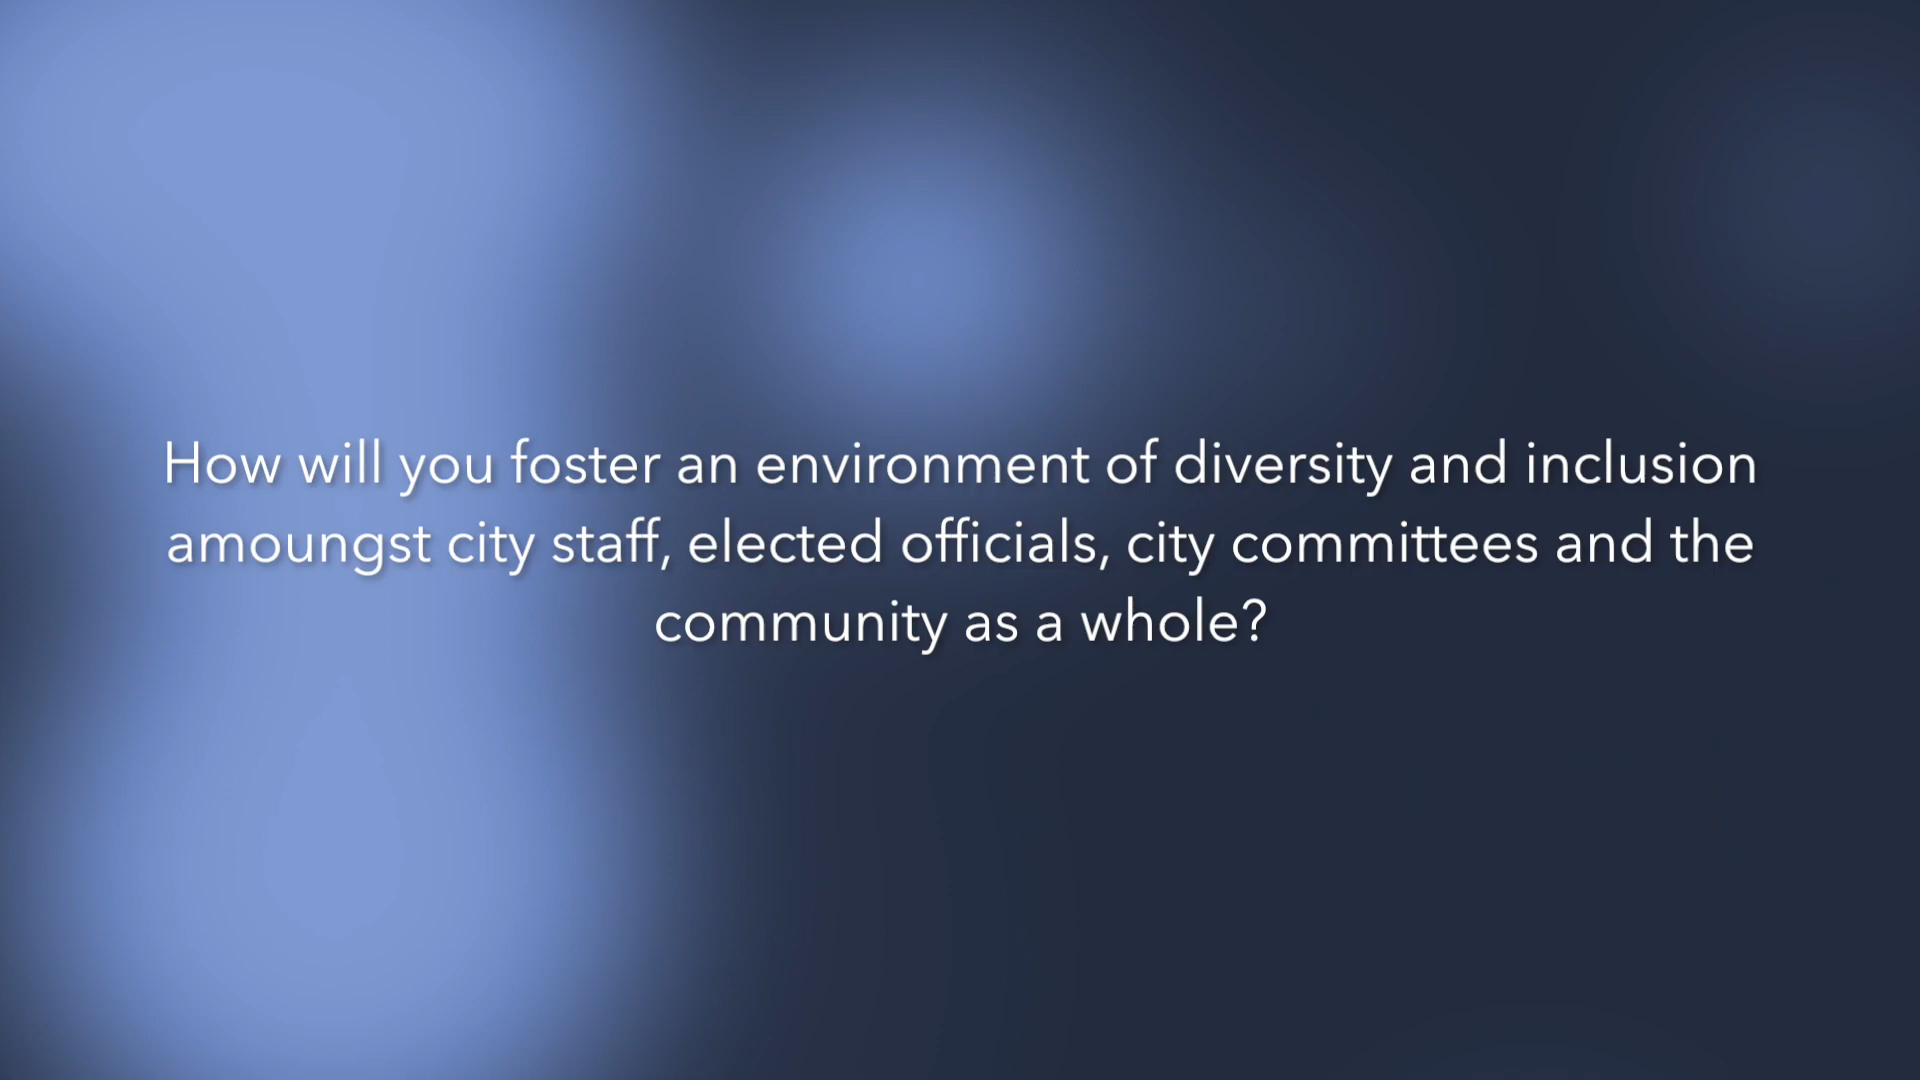 How will you foster an environment of diversity and inclusion
amoungst city staff, elected officials, city committees and the
community as a whole?